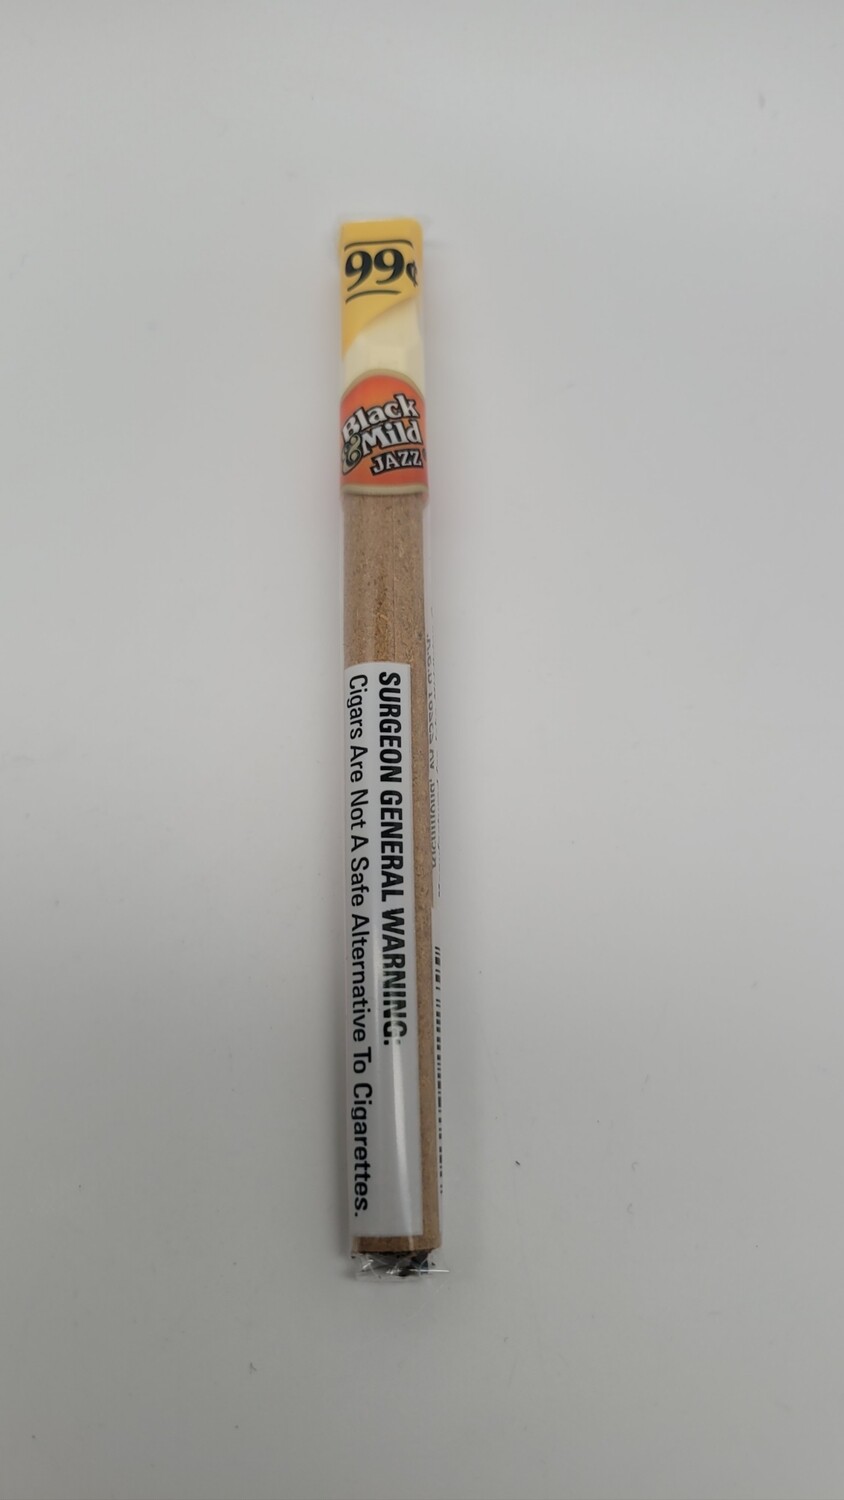 99¢
Black
& Mild
JAZZ
SURGEON GENERAL WARNING:
Cigars Are Not A Safe Alternative To Cigarettes.